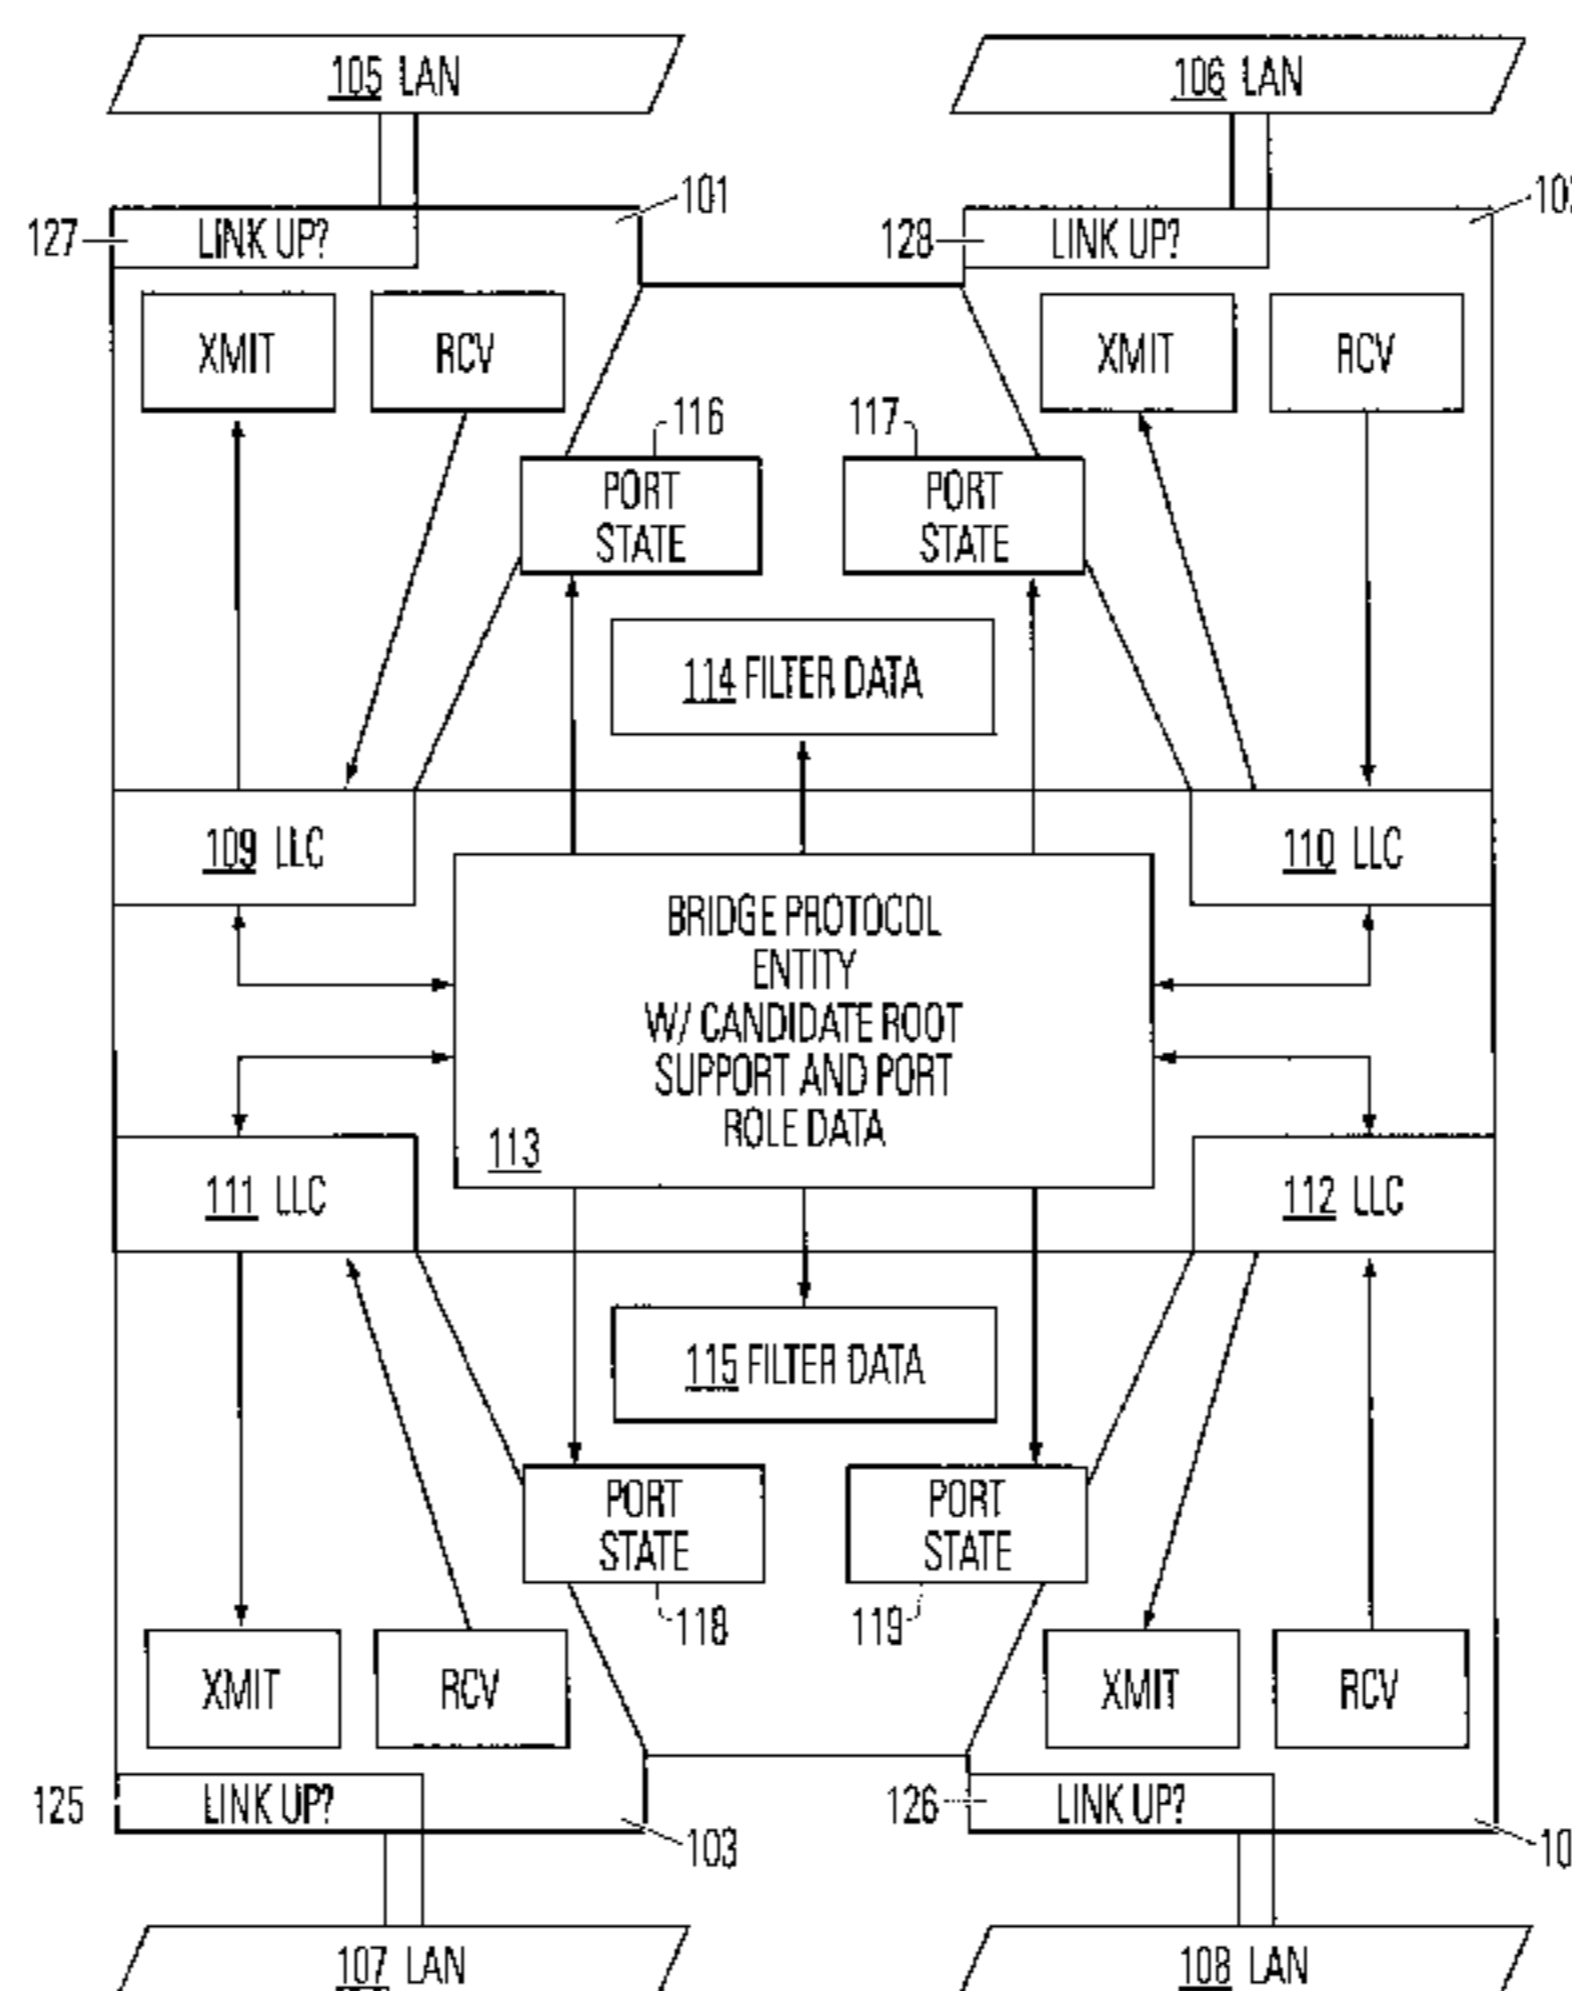 105 LAN
106 LAN
101
10
127
LINK UP?
128
LINK UP?
XMIT
RCV
XMIT
RCV
116
117
PORT
STATE
PORT
STATE
114 FILTER DATA
109 LLC
110 LLC
BRIDGE PROTOCOL
ENTITY
W/ CANDIDATE ROOT
SUPPORT AND PORT
ROLE DATA
113
111 LLC
112 LLC
115 FILTER DATA
PORT
STATE
PORT
STATE
118
119
XMIT
RCV
XMIT
RCV
125
LINK UP?
126
LINK UP?
103
10
107 LAN
108 LAN